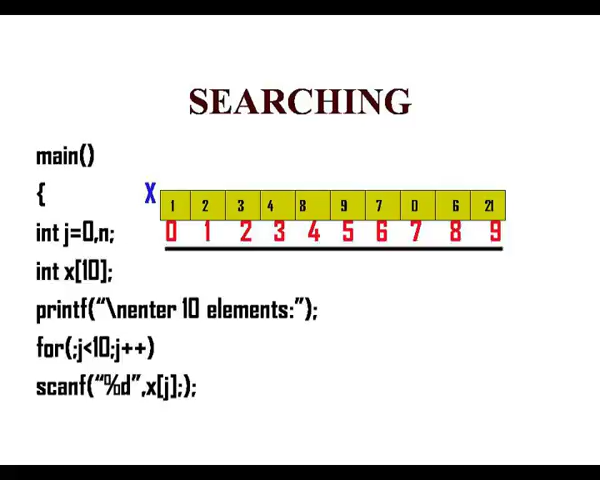 SEARCHING
main()
{
X
1 2 3 4 8 9 7 0 6 21
int j=0,n;
0 1 2 3 4 5 6 7 8 9
int x[10];
printf(“\nenter 10 elements:”);
for(;j<10;j++)
scanf(“%d”,x[j];);